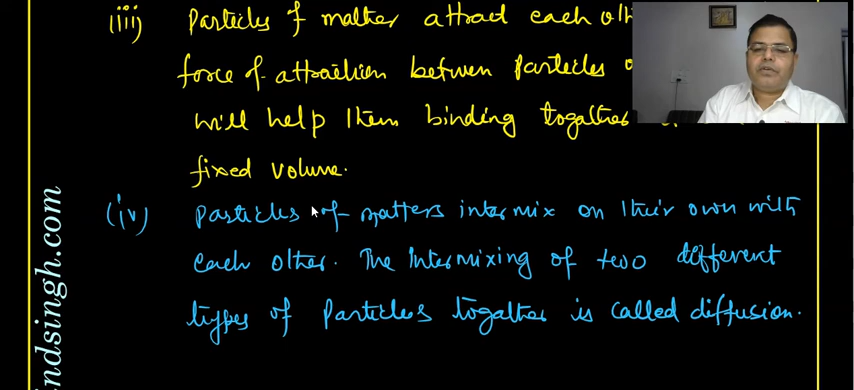 (iii) Particles of matter attract each oth
force of attraction between particles o
will help them binding togather
fixed volume.
(iv) Particles of matters intermix on their own with
each other. The Intermixing of two different
types of Particles togather is called diffusion.
ndsingh.com